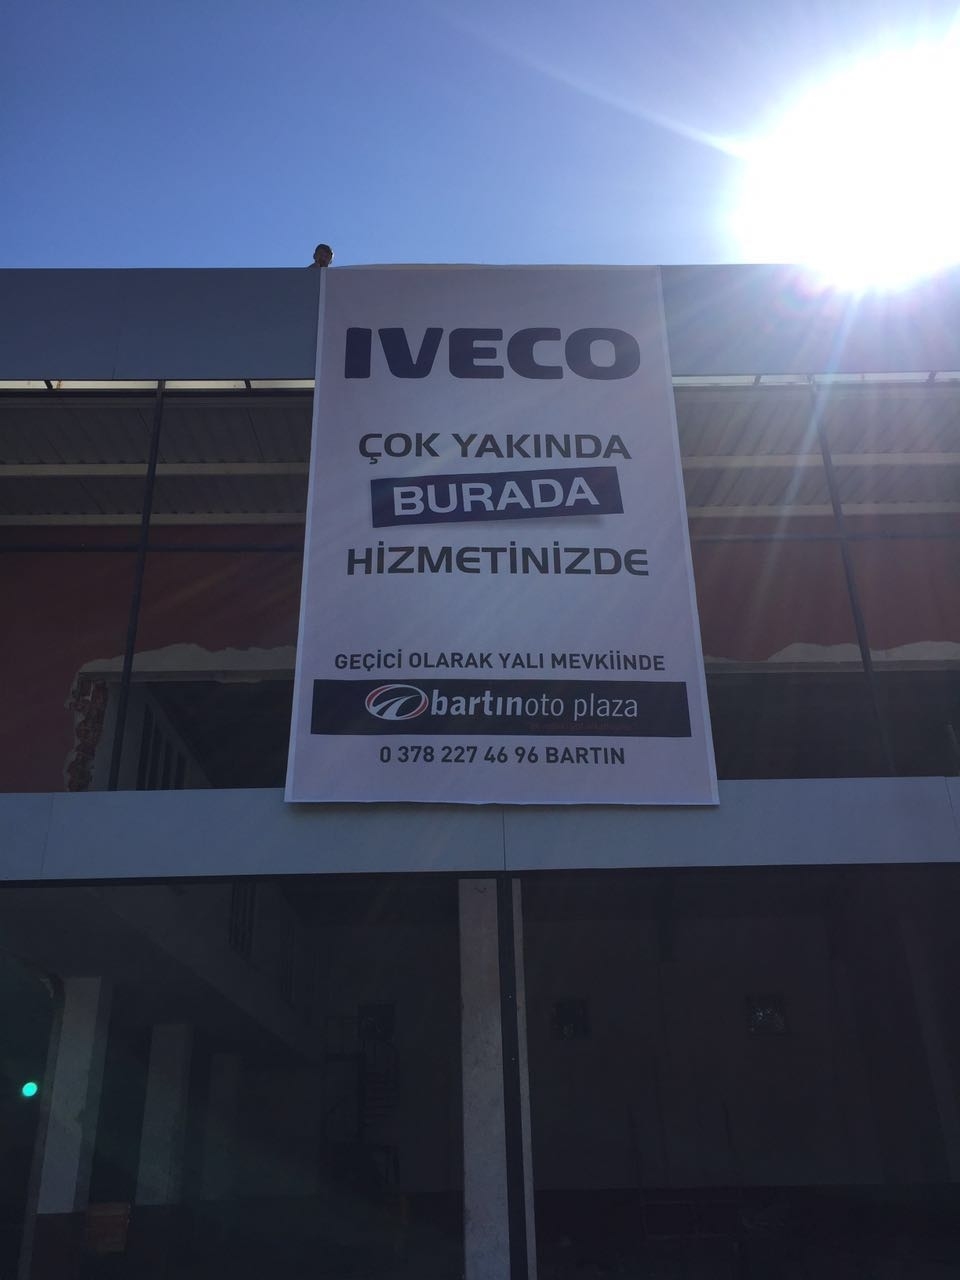 IVECO
ÇOK YAKINDA
BURADA
HİZMETİNİZDE
GEÇİCİ OLARAK YALI MEVKİİNDE
bartınoto plaza
0 378 227 46 96 BARTIN